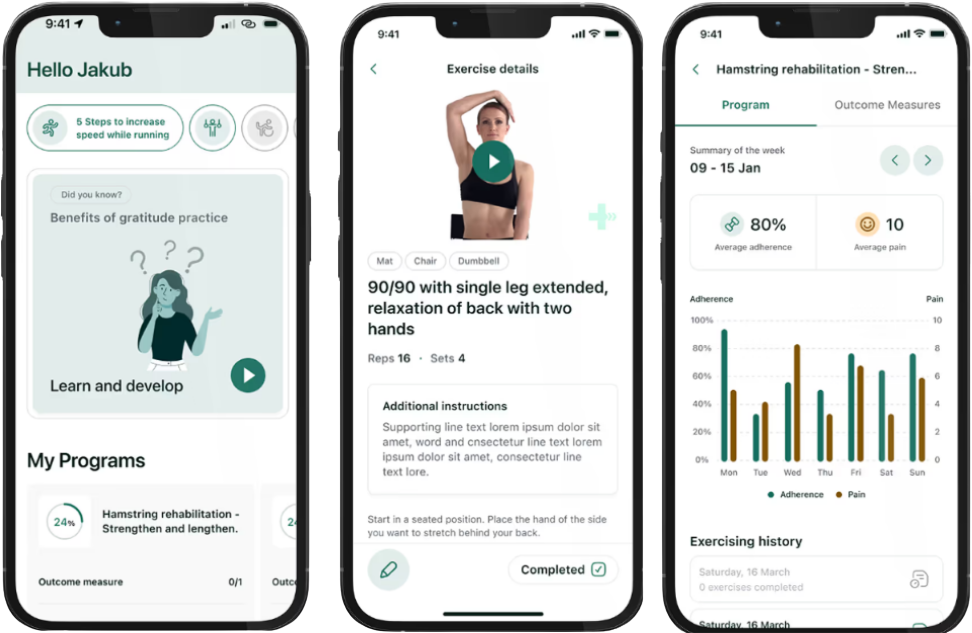 9:41
Hello Jakub
5 Steps to increase
speed while running
Did you know?
Benefits of gratitude practice
? ? ?
Learn and develop
My Programs
24%
Hamstring rehabilitation -
Strengthen and lengthen.
Outcome measure 0/1
9:41
Exercise details
Mat Chair Dumbbell
90/90 with single leg extended,
relaxation of back with two
hands
Reps 16 · Sets 4
Additional instructions
Supporting line text lorem ipsum dolor sit
amet, word and cnsectetur line text lorem
ipsum dolor sit amet, consectetur line
text lore.
Start in a seated position. Place the hand of the side
you want to stretch behind your back.
Completed
9:41
Hamstring rehabilitation - Stren...
Program Outcome Measures
Summary of the week
09 - 15 Jan
80% 10
Average adherence Average pain
Adherence Pain
100% 10
80% 8
60% 6
40% 4
20% 2
0% 0
Mon Tue Wed Thu Fri Sat Sun
Adherence Pain
Exercising history
Saturday, 16 March
0 exercises completed
Saturday, 16 March